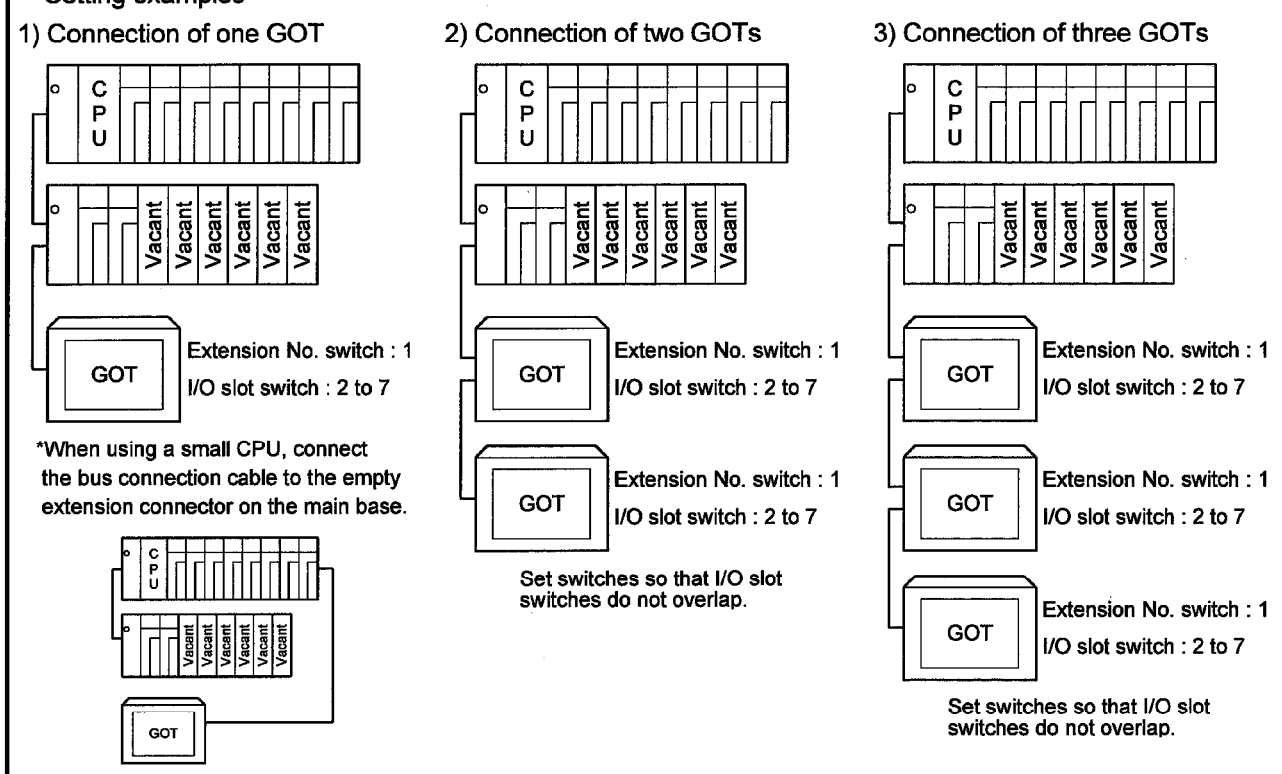 Setting examples
1) Connection of one GOT
CPU
Vacant
Vacant
Vacant
Vacant
Vacant
Vacant
GOT
Extension No. switch : 1
I/O slot switch : 2 to 7
*When using a small CPU, connect
the bus connection cable to the empty
extension connector on the main base.
CPU
Vacant
Vacant
Vacant
Vacant
Vacant
Vacant
GOT
2) Connection of two GOTs
CPU
Vacant
Vacant
Vacant
Vacant
Vacant
Vacant
GOT
Extension No. switch : 1
I/O slot switch : 2 to 7
GOT
Extension No. switch : 1
I/O slot switch : 2 to 7
Set switches so that I/O slot
switches do not overlap.
3) Connection of three GOTs
CPU
Vacant
Vacant
Vacant
Vacant
Vacant
Vacant
GOT
Extension No. switch : 1
I/O slot switch : 2 to 7
GOT
Extension No. switch : 1
I/O slot switch : 2 to 7
GOT
Extension No. switch : 1
I/O slot switch : 2 to 7
Set switches so that I/O slot
switches do not overlap.